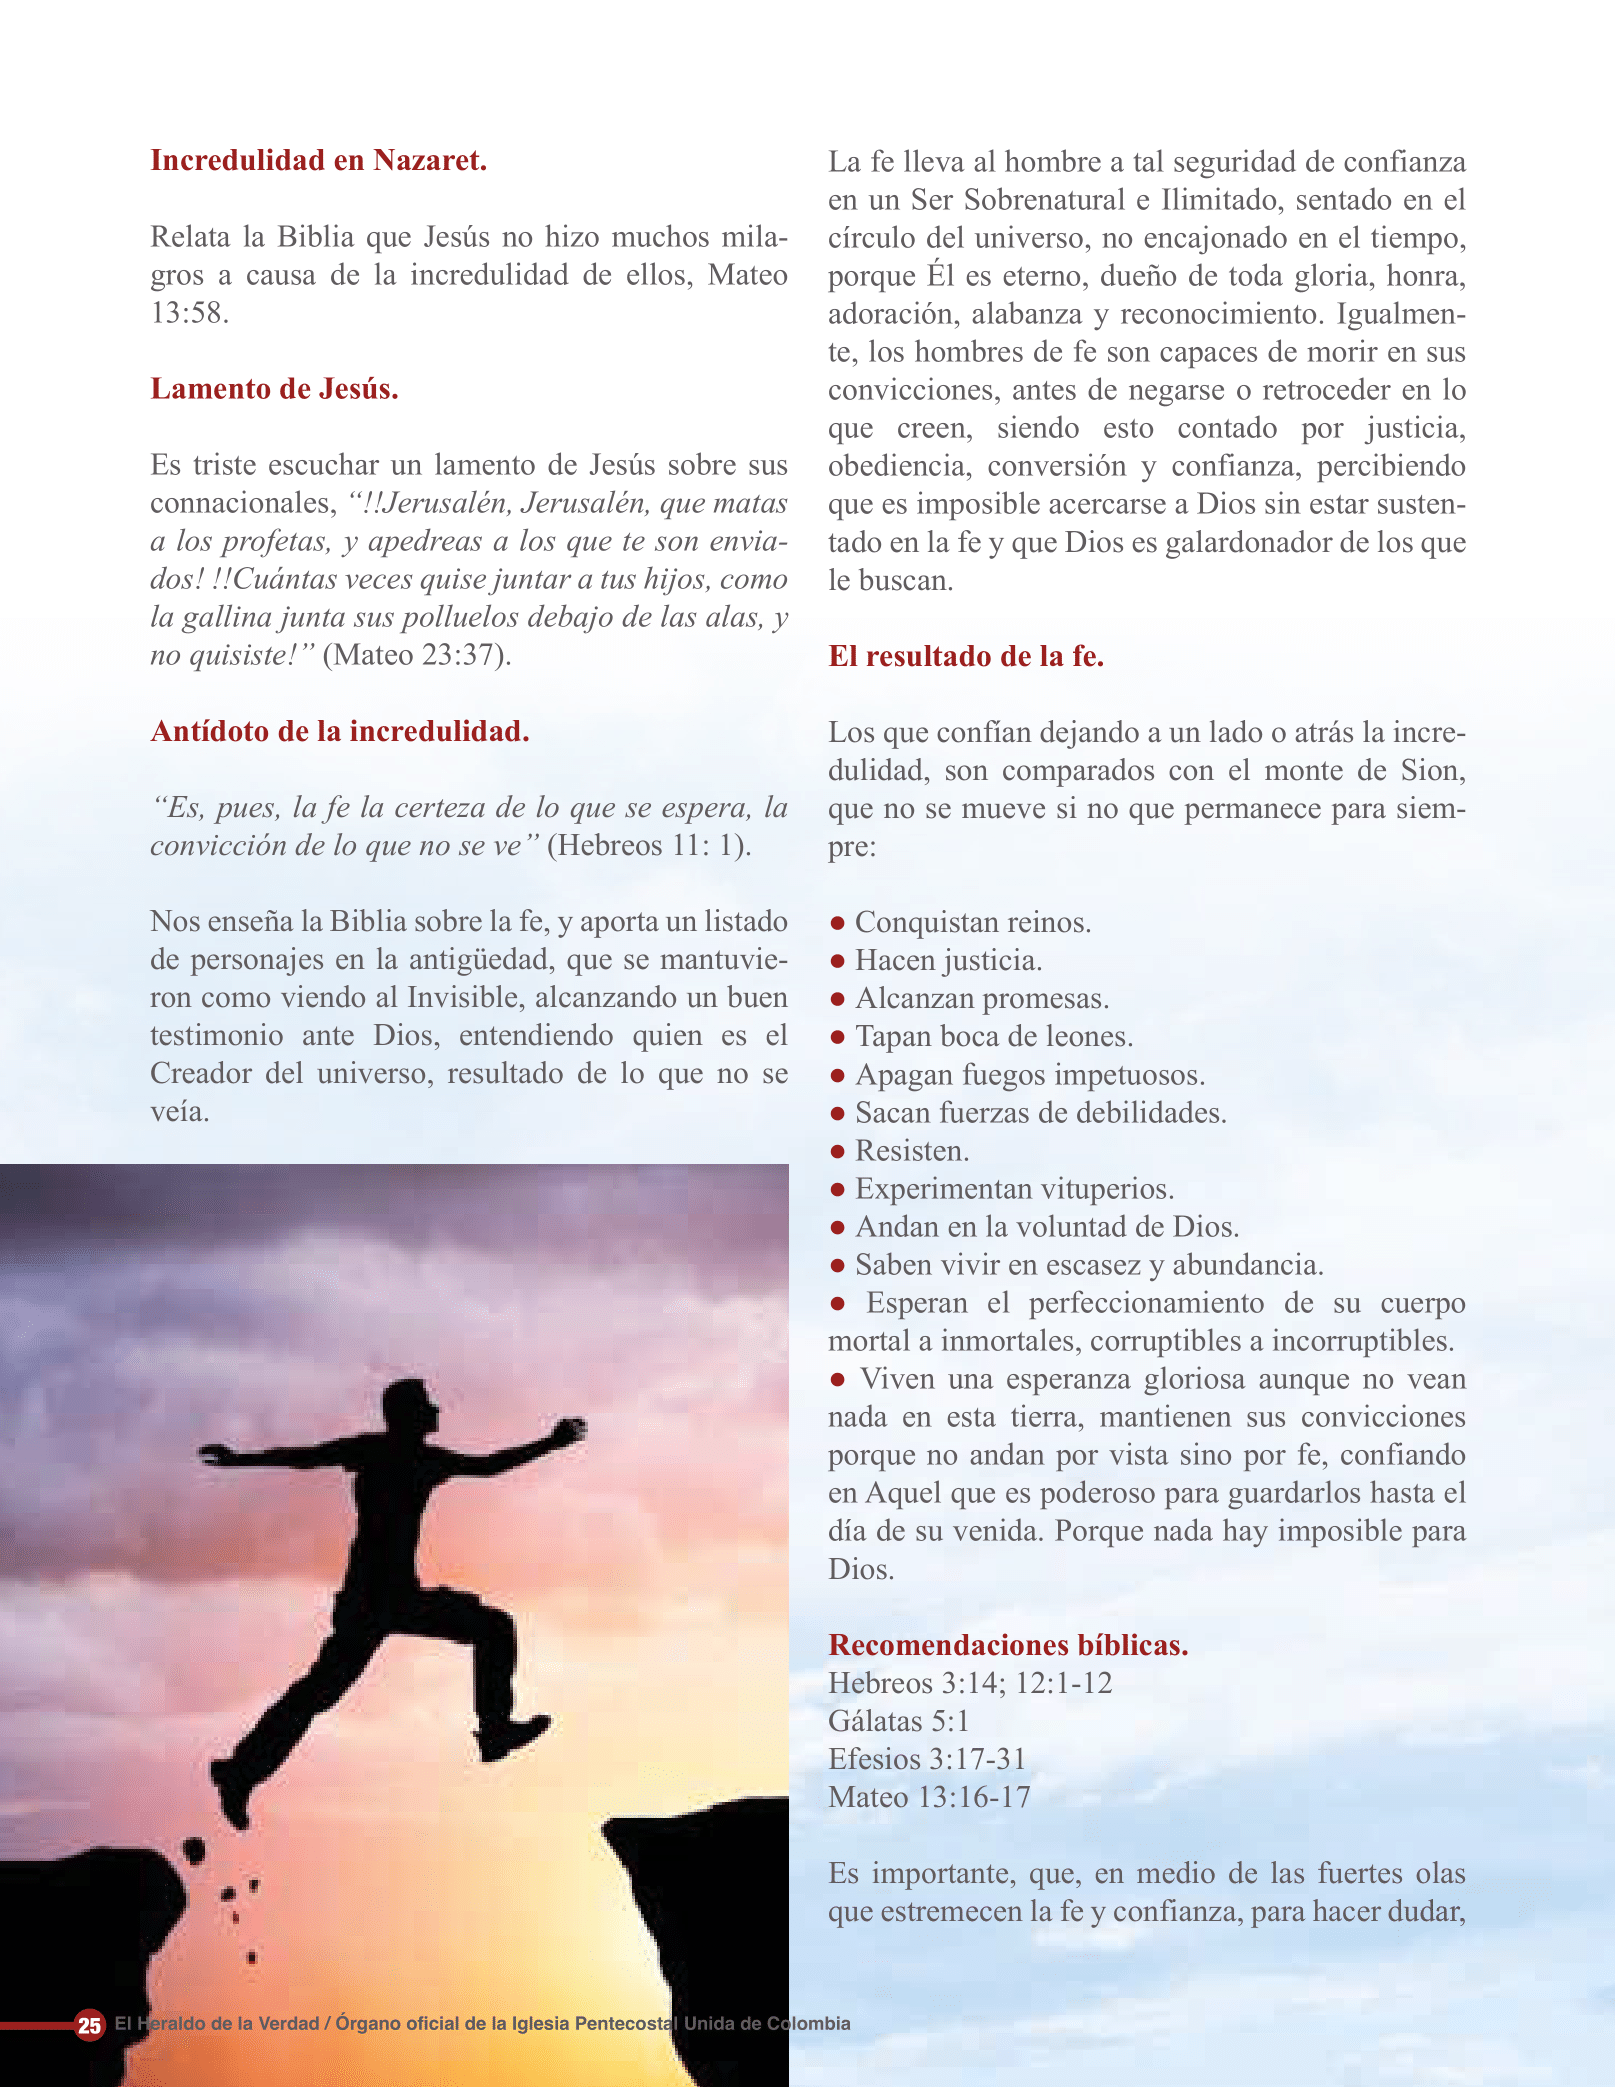 Incredulidad en Nazaret.
Relata la Biblia que Jesús no hizo muchos mila-
gros a causa de la incredulidad de ellos, Mateo
13:58.
Lamento de Jesús.
Es triste escuchar un lamento de Jesús sobre sus
connacionales, “!!Jerusalén, Jerusalén, que matas
a los profetas, y apedreas a los que te son envia-
dos! !!Cuántas veces quise juntar a tus hijos, como
la gallina junta sus polluelos debajo de las alas, y
no quisiste!” (Mateo 23:37).
Antídoto de la incredulidad.
“Es, pues, la fe la certeza de lo que se espera, la
convicción de lo que no se ve” (Hebreos 11: 1).
Nos enseña la Biblia sobre la fe, y aporta un listado
de personajes en la antigüedad, que se mantuvie-
ron como viendo al Invisible, alcanzando un buen
testimonio ante Dios, entendiendo quien es el
Creador del universo, resultado de lo que no se
veía.
La fe lleva al hombre a tal seguridad de confianza
en un Ser Sobrenatural e Ilimitado, sentado en el
círculo del universo, no encajonado en el tiempo,
porque Él es eterno, dueño de toda gloria, honra,
adoración, alabanza y reconocimiento. Igualmen-
te, los hombres de fe son capaces de morir en sus
convicciones, antes de negarse o retroceder en lo
que creen, siendo esto contado por justicia,
obediencia, conversión y confianza, percibiendo
que es imposible acercarse a Dios sin estar susten-
tado en la fe y que Dios es galardonador de los que
le buscan.
El resultado de la fe.
Los que confían dejando a un lado o atrás la incre-
dulidad, son comparados con el monte de Sion,
que no se mueve si no que permanece para siem-
pre:
● Conquistan reinos.
● Hacen justicia.
● Alcanzan promesas.
● Tapan boca de leones.
● Apagan fuegos impetuosos.
● Sacan fuerzas de debilidades.
● Resisten.
● Experimentan vituperios.
● Andan en la voluntad de Dios.
● Saben vivir en escasez y abundancia.
● Esperan el perfeccionamiento de su cuerpo
mortal a inmortales, corruptibles a incorruptibles.
● Viven una esperanza gloriosa aunque no vean
nada en esta tierra, mantienen sus convicciones
porque no andan por vista sino por fe, confiando
en Aquel que es poderoso para guardarlos hasta el
día de su venida. Porque nada hay imposible para
Dios.
Recomendaciones bíblicas.
Hebreos 3:14; 12:1-12
Gálatas 5:1
Efesios 3:17-31
Mateo 13:16-17
Es importante, que, en medio de las fuertes olas
que estremecen la fe y confianza, para hacer dudar,
25 El Heraldo de la Verdad / Órgano oficial de la Iglesia Pentecostal Unida de Colombia